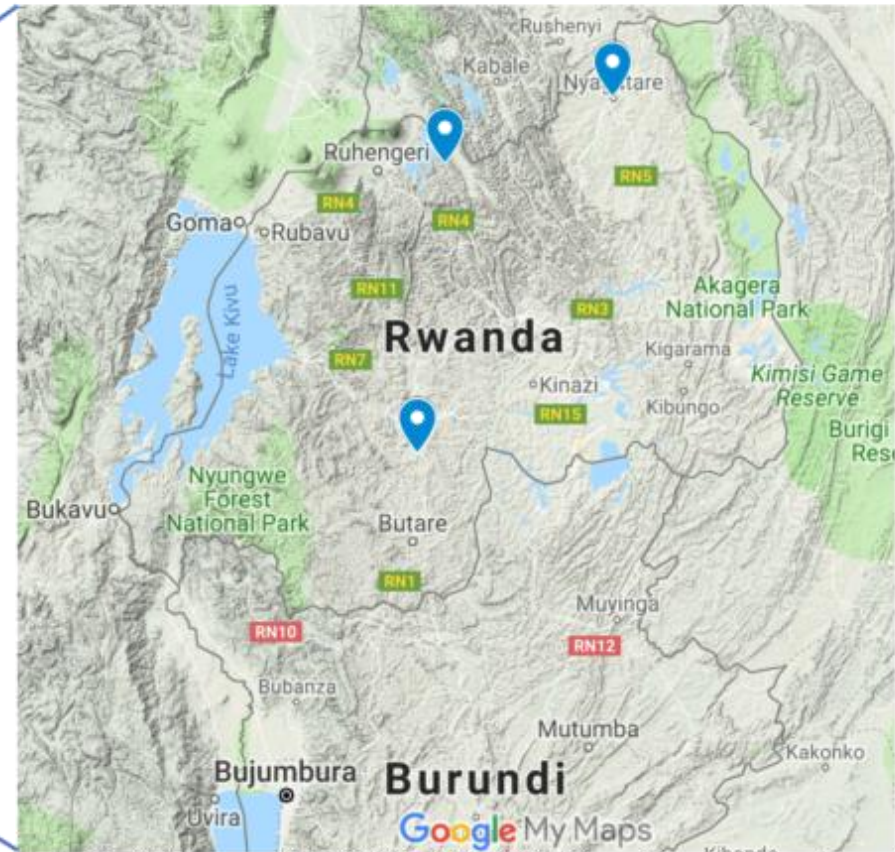 Rushenyi
Kabale
Ruhengeri
RN5
RN4
RN4
Goma
Rubavu
Lake Kivu
RN11
Akagera
National Park
RN3
Rwanda
Kigarama
RN7
Kimisi Game
Reserve
Kinazi
Kibungo
RN15
Burigi
Nyungwe
Forest
National Park
Bukavu
Butare
RN1
Muyinga
RN10
RN12
Bubanza
Mutumba
Kakonko
Bujumbura
Burundi
Uvira
Google My Maps